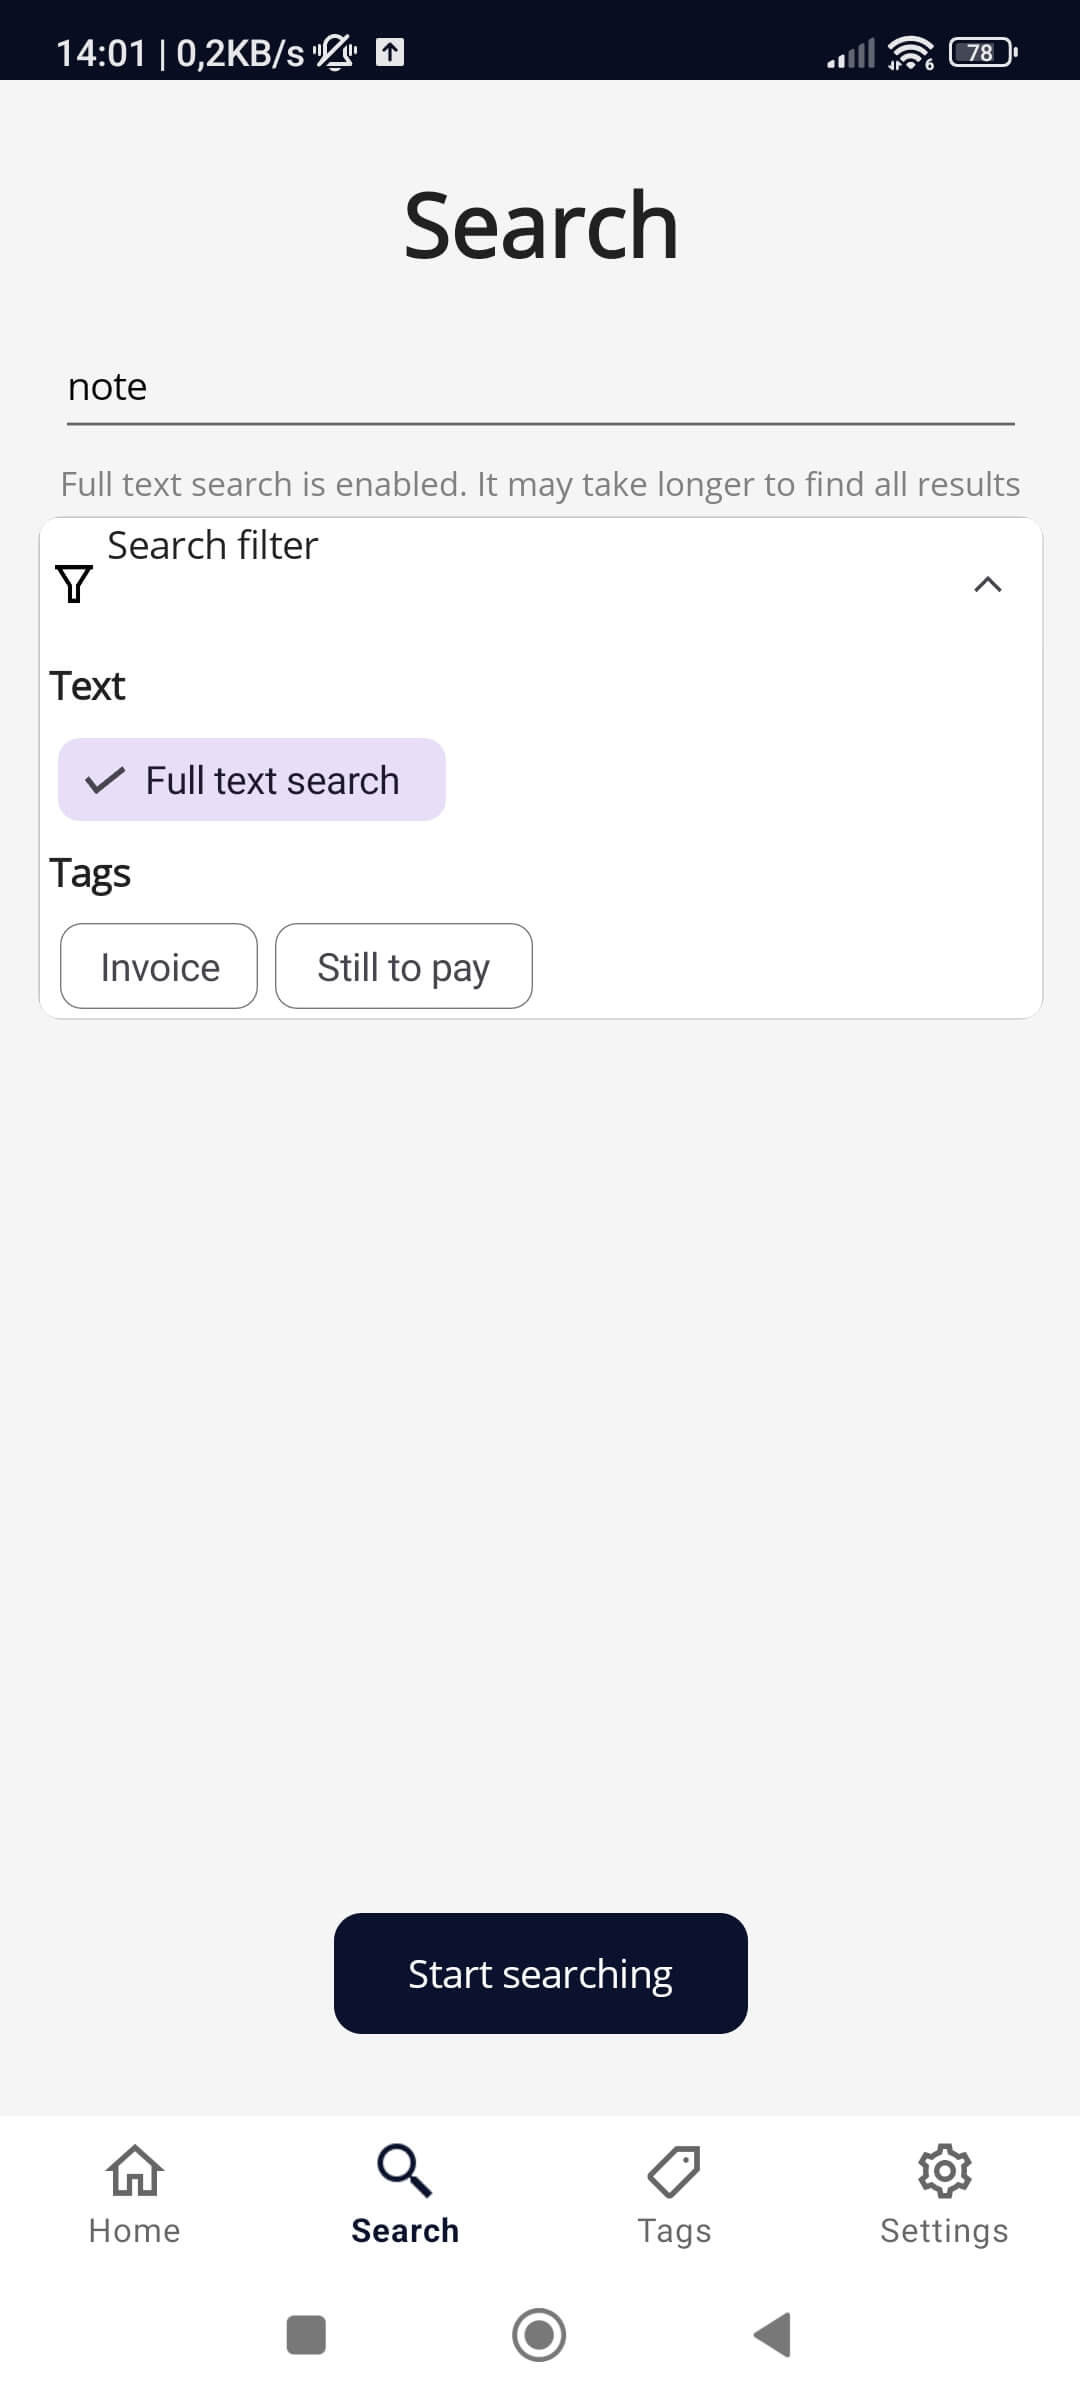 14:01 | 0,2KB/s 6 78
Search
note
Full text search is enabled. It may take longer to find all results
Search filter
Text
Full text search
Tags
Invoice Still to pay
Start searching
Home Search Tags Settings